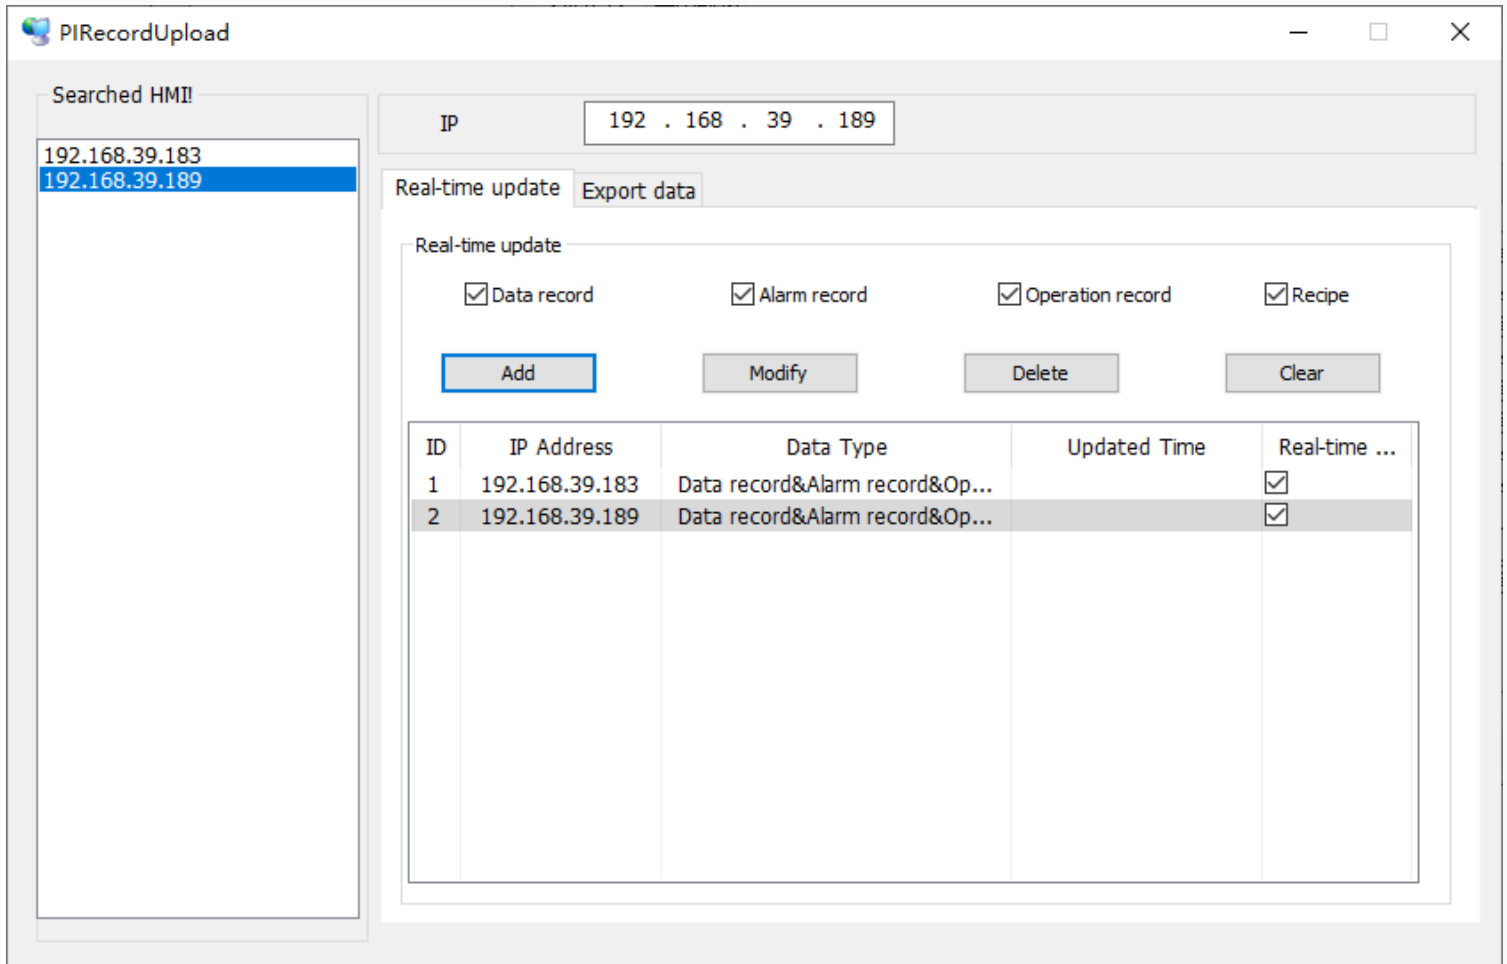 PIRecordUpload
Searched HMI!
192.168.39.183
192.168.39.189
IP 192 . 168 . 39 . 189
Real-time update Export data
Real-time update
Data record Alarm record Operation record Recipe
Add Modify Delete Clear
ID IP Address Data Type Updated Time Real-time ...
1 192.168.39.183 Data record&Alarm record&Op...
2 192.168.39.189 Data record&Alarm record&Op...